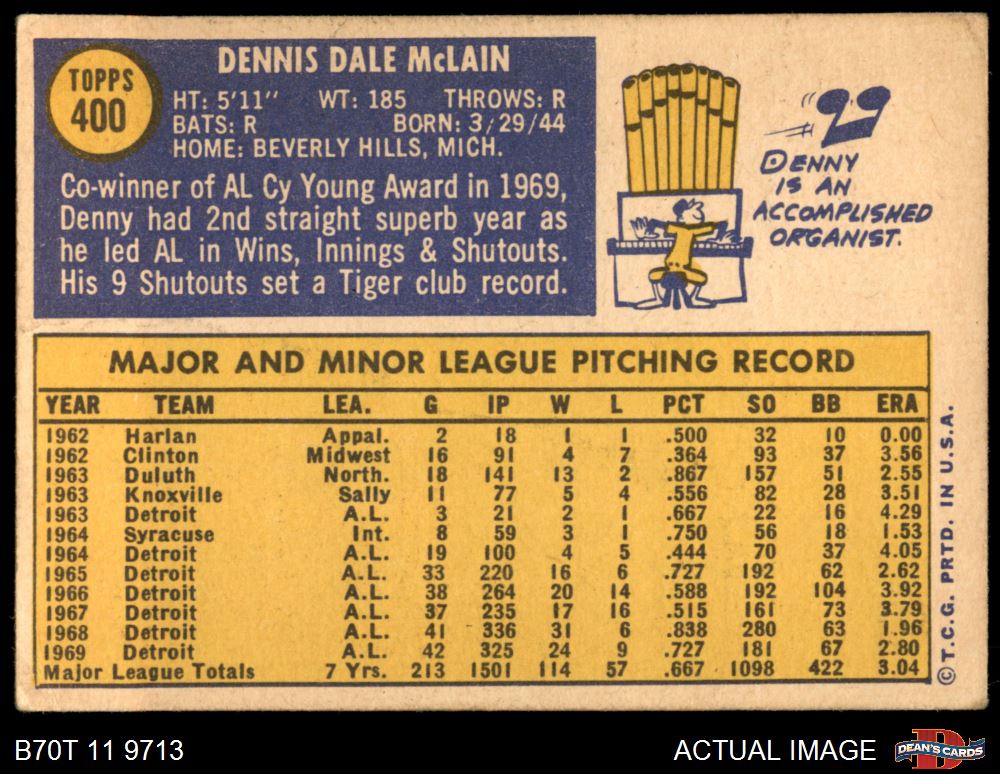 TOPPS
400
DENNIS DALE McLAIN
HT: 5'11" WT: 185 THROWS: R
BATS: R BORN: 3/29/44
HOME: BEVERLY HILLS, MICH.
Co-winner of AL Cy Young Award in 1969,
Denny had 2nd straight superb year as
he led AL in Wins, Innings & Shutouts.
His 9 Shutouts set a Tiger club record.
DENNY
IS AN
ACCOMPLISHED
ORGANIST.
MAJOR AND MINOR LEAGUE PITCHING RECORD
YEAR TEAM LEA. G IP W L PCT SO BB ERA
1962 Harlan Appal. 2 18 1 1 .500 32 10 0.00
1962 Clinton Midwest 16 91 4 7 .364 93 37 3.56
1963 Duluth North. 18 141 13 2 .867 157 51 2.55
1963 Knoxville Sally 11 77 5 4 .556 82 28 3.51
1963 Detroit A.L. 3 21 2 1 .667 22 16 4.29
1964 Syracuse Int. 8 59 3 1 .750 56 18 1.53
1964 Detroit A.L. 19 100 4 5 .444 70 37 4.05
1965 Detroit A.L. 33 220 16 6 .727 192 62 2.62
1966 Detroit A.L. 38 264 20 14 .588 192 104 3.92
1967 Detroit A.L. 37 235 17 16 .515 161 73 3.79
1968 Detroit A.L. 41 336 31 6 .838 280 63 1.96
1969 Detroit A.L. 42 325 24 9 .727 181 67 2.80
Major League Totals 7 Yrs. 213 1501 114 57 .667 1098 422 3.04
©T.C.G. PRTD. IN U.S.A.
B70T 11 9713
ACTUAL IMAGE
D
DEAN'S CARDS